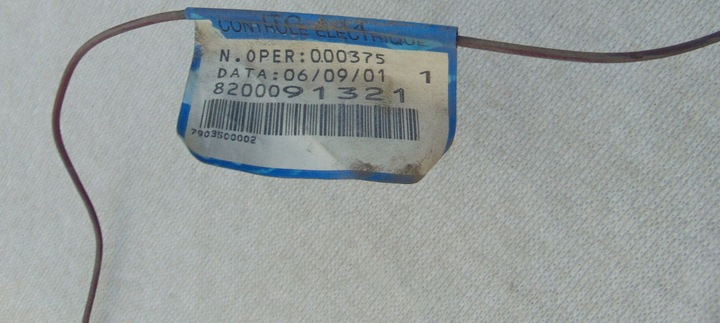 CONTROLE ELECTRIQUE
N.OPER:000375
DATA:06/09/01 1
8200091321
7903500002